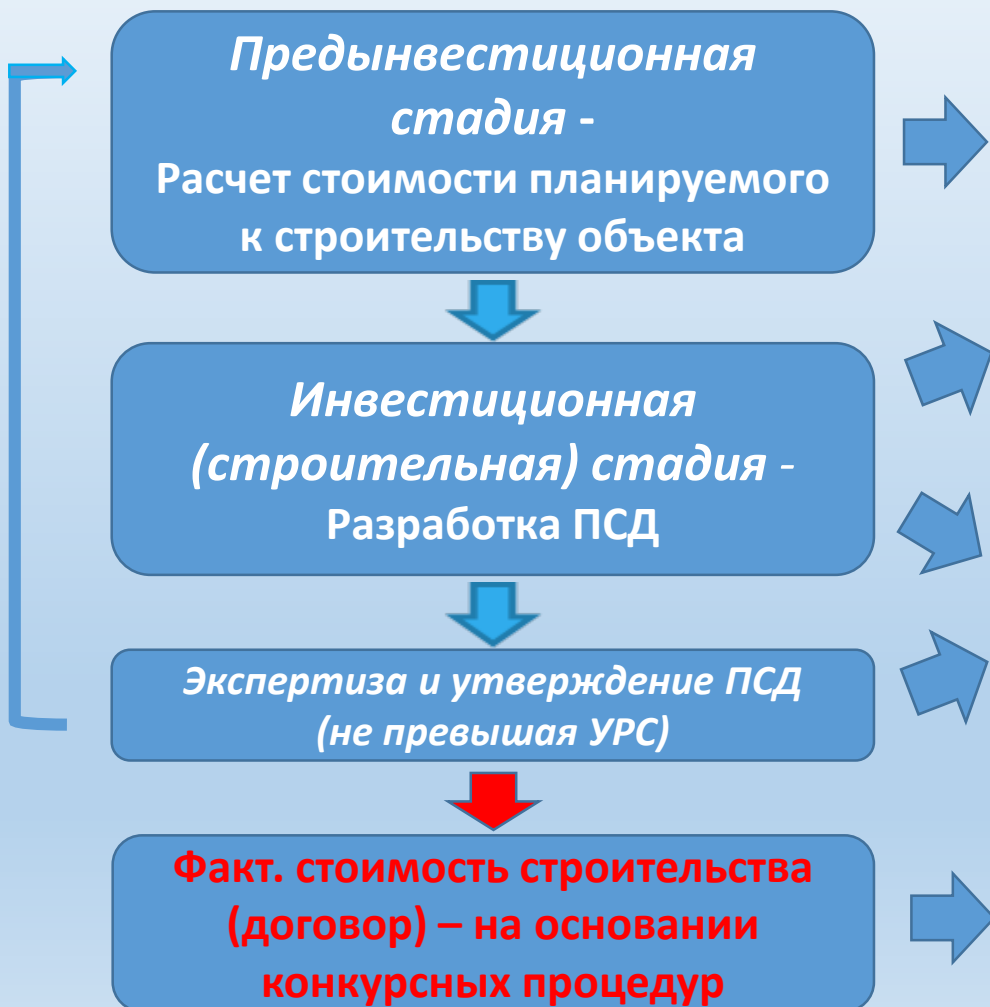 Предынвестиционная
стадия -
Расчет стоимости планируемого
к строительству объекта
Инвестиционная
(строительная) стадия -
Разработка ПСД
Экспертиза и утверждение ПСД
(не превышая УРС)
Факт. стоимость строительства
(договор) – на основании
конкурсных процедур